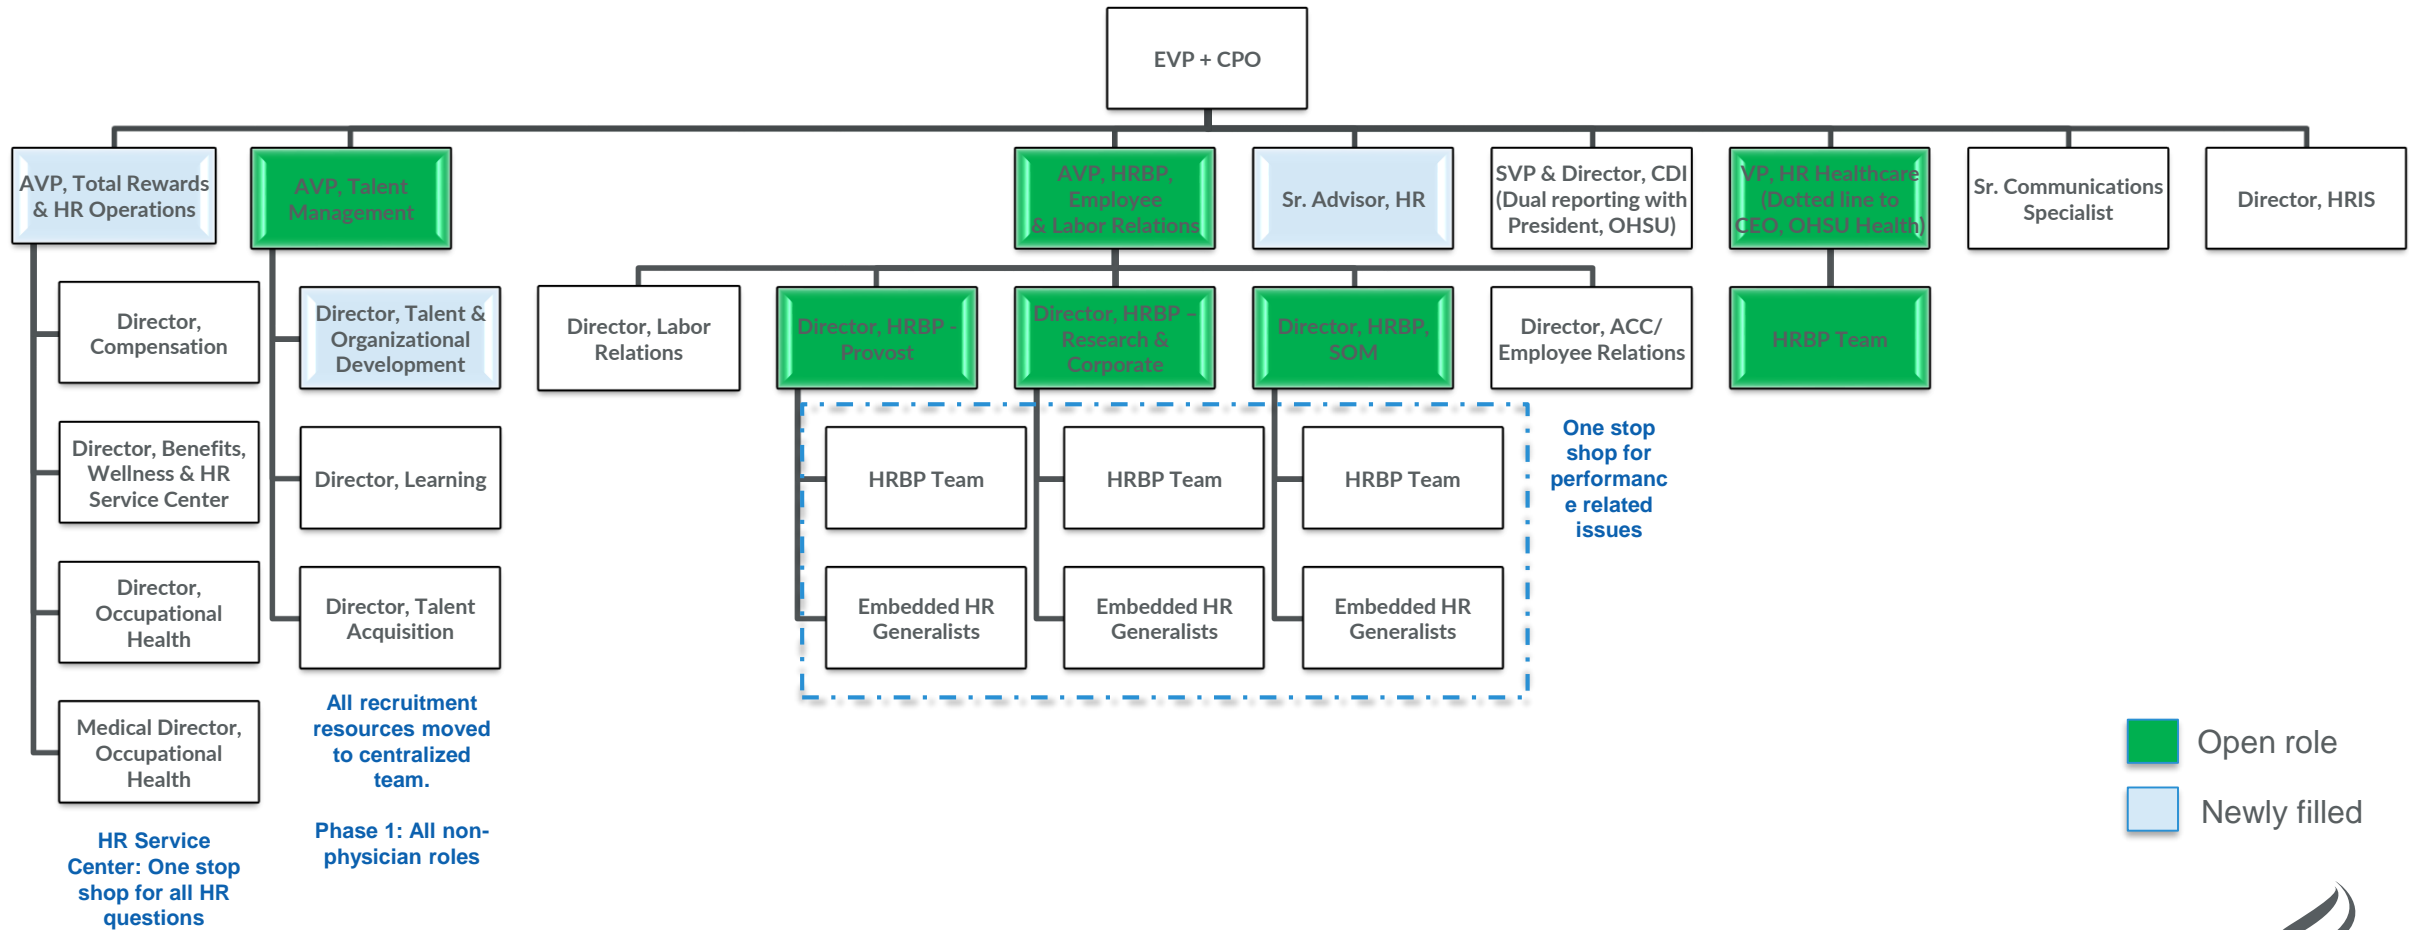 EVP + CPO
AVP, Total Rewards
& HR Operations
AVP, Talent
Management
AVP, HRBP,
Employee
& Labor Relations
Sr. Advisor, HR
SVP & Director, CDI
(Dual reporting with
President, OHSU)
VP, HR Healthcare
(Dotted line to
CEO, OHSU Health)
Sr. Communications
Specialist
Director, HRIS
Director,
Compensation
Director, Benefits,
Wellness & HR
Service Center
Director,
Occupational
Health
Medical Director,
Occupational
Health
HR Service
Center: One stop
shop for all HR
questions
Director, Talent &
Organizational
Development
Director, Learning
Director, Talent
Acquisition
All recruitment
resources moved
to centralized
team.
Phase 1: All non-
physician roles
Director, Labor
Relations
Director, HRBP -
Provost
Director, HRBP –
Research &
Corporate
Director, HRBP,
SOM
Director, ACC/
Employee Relations
HRBP Team
HRBP Team
HRBP Team
HRBP Team
Embedded HR
Generalists
Embedded HR
Generalists
Embedded HR
Generalists
One stop
shop for
performanc
e related
issues
Open role
Newly filled